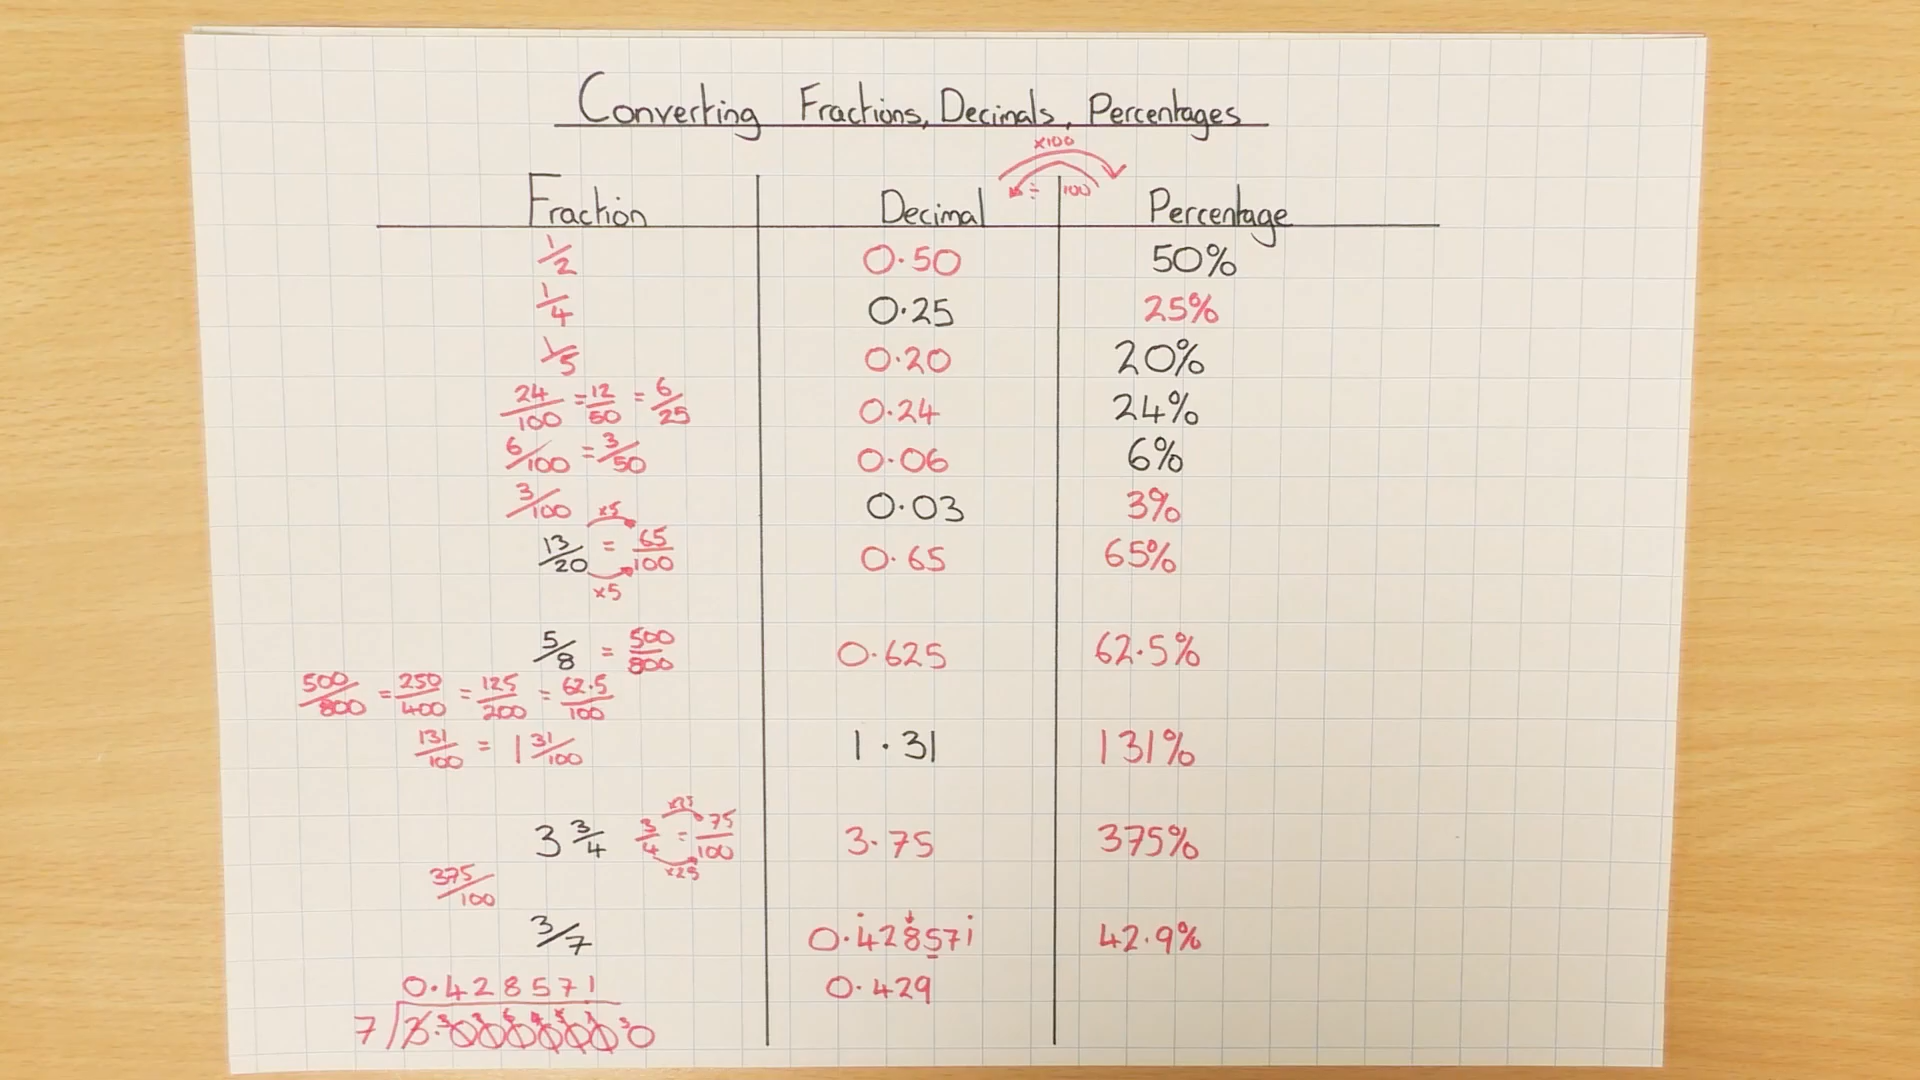 Converting Fractions, Decimals, Percentages
×100
÷ 100
Fraction Decimal Percentage
1/2 0.50 50%
1/4 0.25 25%
1/5 0.20 20%
24/100 = 12/50 = 6/25 0.24 24%
6/100 = 3/50 0.06 6%
3/100 0.03 3%
×5
13/20 = 65/100 0.65 65%
×5
5/8 = 500/800 0.625 62.5%
500/800 = 250/400 = 125/200 = 62.5/100
131/100 = 1 31/100 1.31 131%
×25
3 3/4 3/4 = 75/100 3.75 375%
×25
375/100
3/7 0.4̇28571̇ 42.9%
0.428571 0.429
7